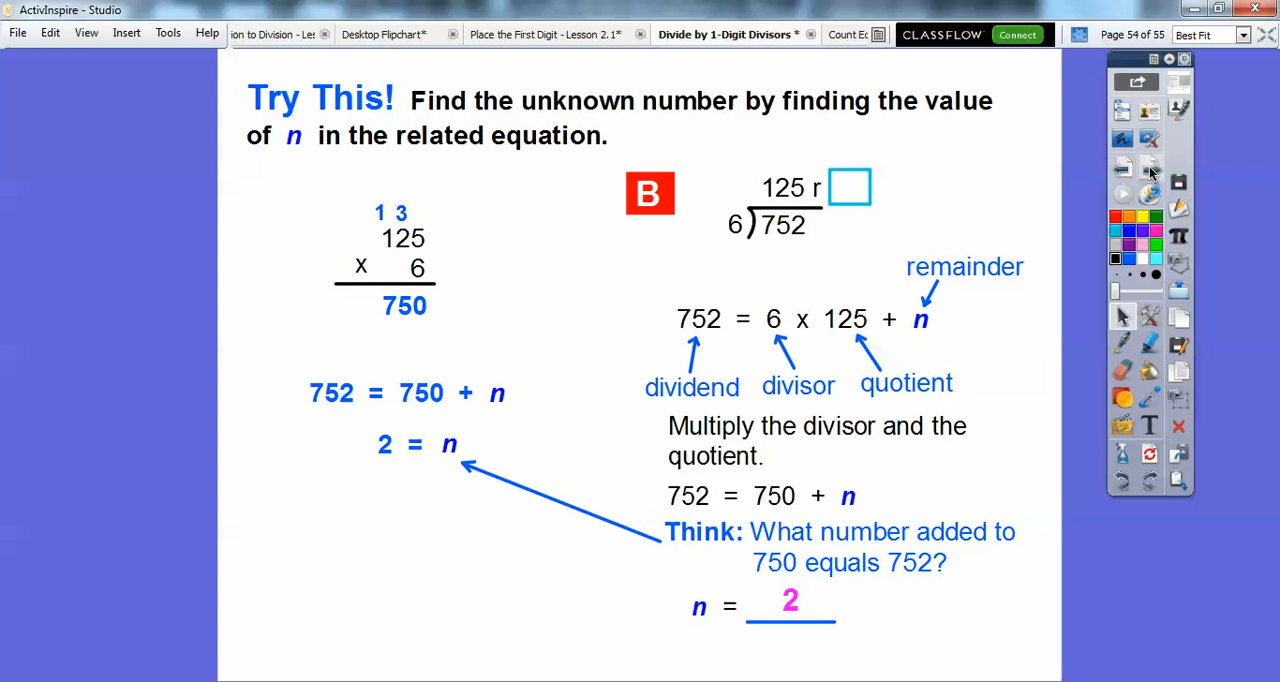 ActivInspire - Studio
File Edit View Insert Tools Help
ion to Division - Les
Desktop Flipchart*
Place the First Digit - Lesson 2.1*
Divide by 1-Digit Divisors *
Count Ec
CLASSFLOW Connect
Page 54 of 55
Best Fit
Try This! Find the unknown number by finding the value
of n in the related equation.
1 3
125
x 6
750
752 = 750 + n
2 = n
B
125 r
6)752
remainder
752 = 6 x 125 + n
dividend divisor quotient
Multiply the divisor and the
quotient.
752 = 750 + n
Think: What number added to
750 equals 752?
n = 2